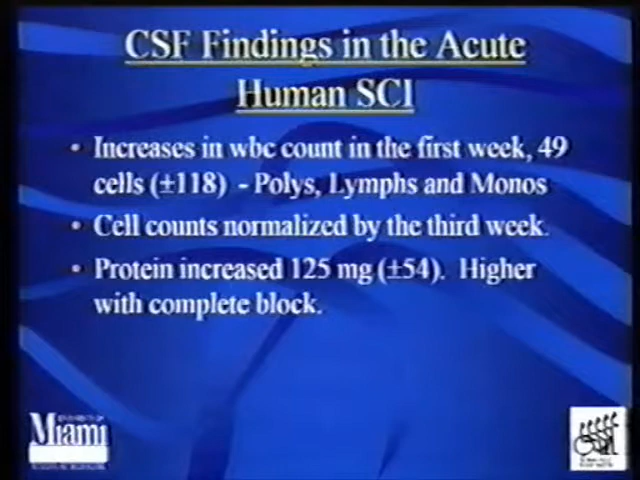 CSF Findings in the Acute
Human SCI
• Increases in wbc count in the first week, 49
cells (±118) - Polys, Lymphs and Monos
• Cell counts normalized by the third week.
• Protein increased 125 mg (±54). Higher
with complete block.
UNIVERSITY OF
Miami